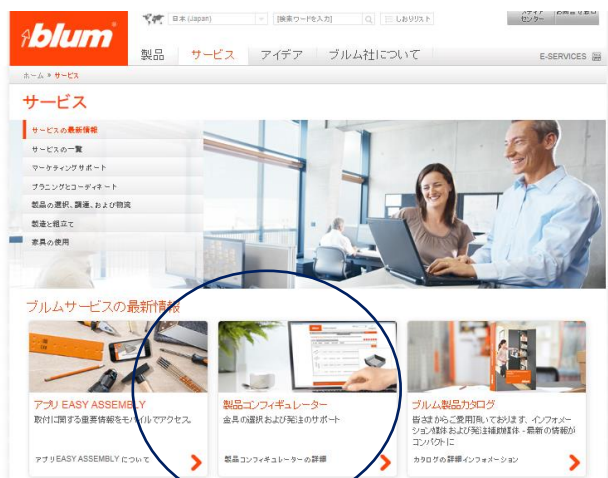 blum
日本 (Japan)
[検索ワードを入力]
しおりリスト
センター
製品 サービス アイデア ブルム社について
E-SERVICES
ホーム » サービス
サービス
サービスの最新情報
サービスの一覧
マーケティングサポート
プランニングとコーディネート
製品の選択、調達、および物流
製造と組立て
家具の使用
ブルムサービスの最新情報
アプリ EASY ASSEMBLY
取付に関する重要情報をモバイルでアクセス。
アプリEASY ASSEMBLY について
製品コンフィギュレーター
金具の選択および発注のサポート
製品コンフィギュレーターの詳細
ブルム製品カタログ
皆さまからご愛用頂いております、インフォメー
ション媒体および発注補助媒体 - 最新の情報が
コンパクトに
カタログの詳細インフォメーション